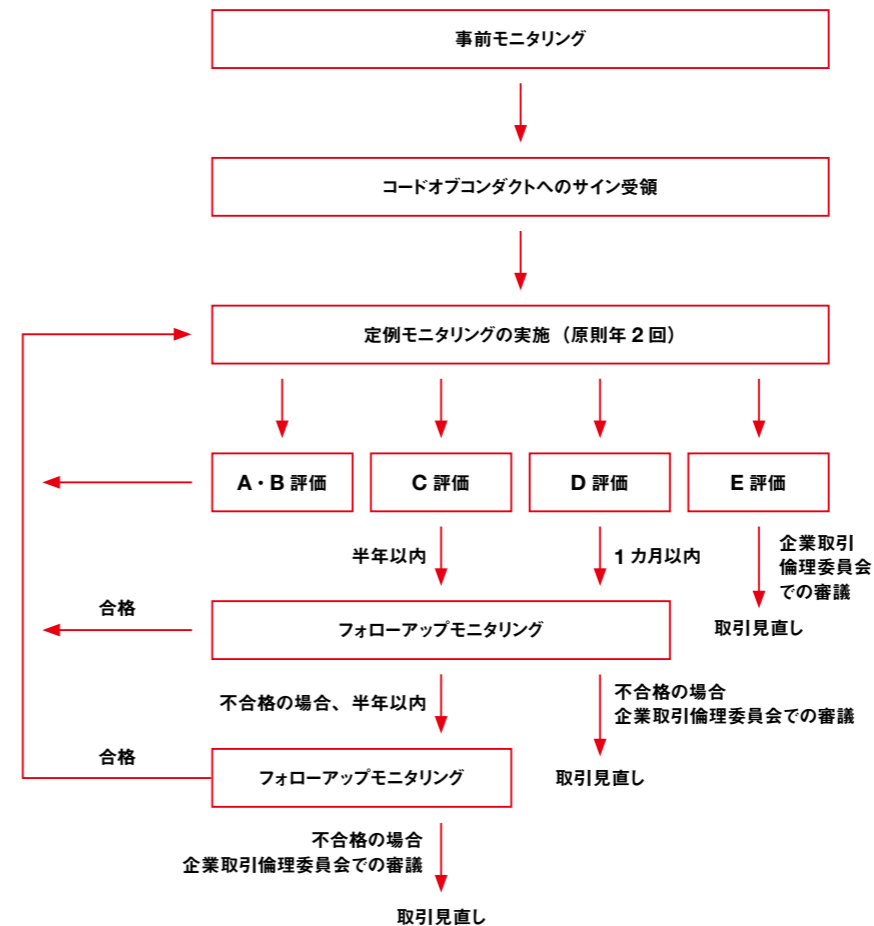 事前モニタリング
コードオブコンダクトへのサイン受領
定例モニタリングの実施（原則年 2 回）
A・B 評価
C 評価
D 評価
E 評価
半年以内
1 カ月以内
企業取引
倫理委員会
での審議
合格
フォローアップモニタリング
取引見直し
不合格の場合、半年以内
不合格の場合
企業取引倫理委員会での審議
合格
フォローアップモニタリング
取引見直し
不合格の場合
企業取引倫理委員会での審議
取引見直し